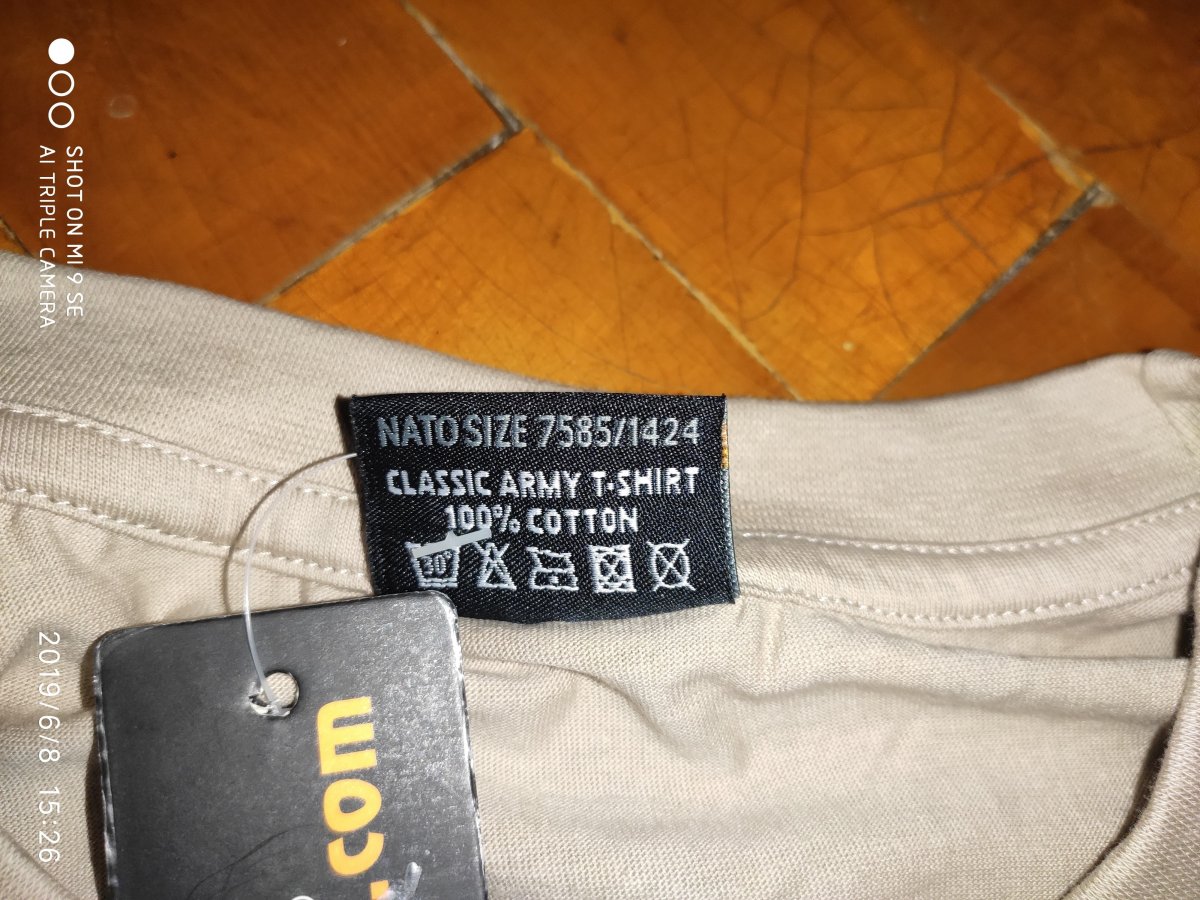 NATO SIZE 7585/1424
CLASSIC ARMY T-SHIRT
100% COTTON
30°
.com
SHOT ON MI 9 SE
AI TRIPLE CAMERA
2019/6/8 15:26